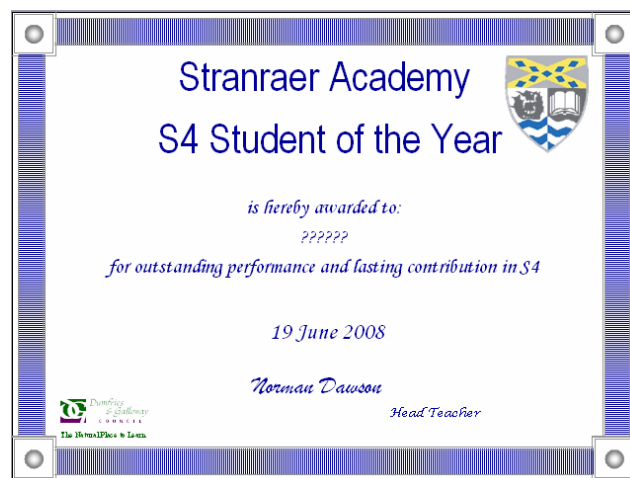 Stranraer Academy
S4 Student of the Year
is hereby awarded to:
??????
for outstanding performance and lasting contribution in S4
19 June 2008
Norman Dawson
Head Teacher
Dumfries
& Galloway
COUNCIL
The Natural Place to Learn